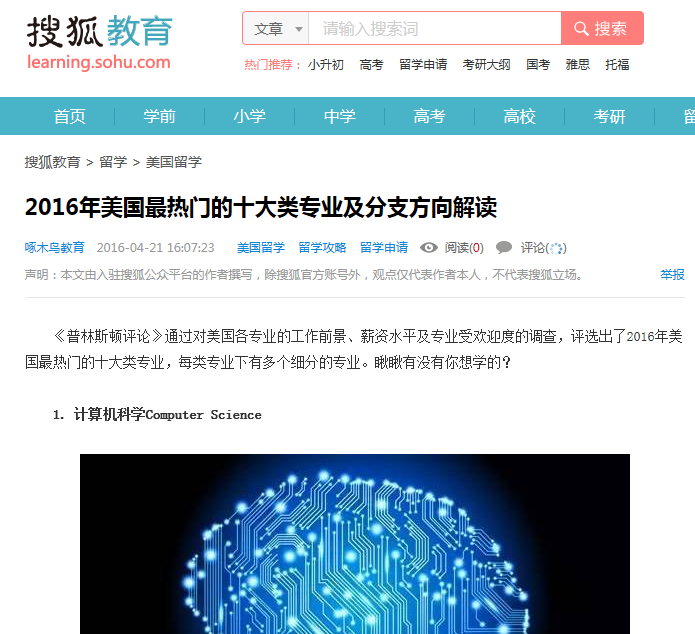 搜狐教育
learning.sohu.com
文章 请输入搜索词 搜索
热门推荐： 小升初 高考 留学申请 考研大纲 国考 雅思 托福
首页 学前 小学 中学 高考 高校 考研 留
搜狐教育 > 留学 > 美国留学
2016年美国最热门的十大类专业及分支方向解读
啄木鸟教育 2016-04-21 16:07:23 美国留学 留学攻略 留学申请 阅读(0) 评论()
声明：本文由入驻搜狐公众平台的作者撰写，除搜狐官方账号外，观点仅代表作者本人，不代表搜狐立场。 举报
《普林斯顿评论》通过对美国各专业的工作前景、薪资水平及专业受欢迎度的调查，评选出了2016年美
国最热门的十大类专业，每类专业下有多个细分的专业。瞅瞅有没有你想学的？
1. 计算机科学Computer Science